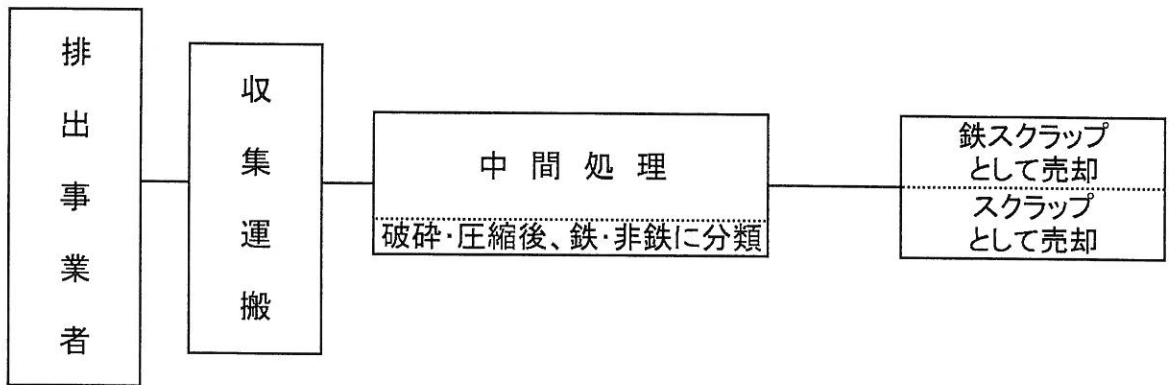 排出事業者
収集運搬
中間処理
破砕・圧縮後、鉄・非鉄に分類
鉄スクラップ
として売却
スクラップ
として売却